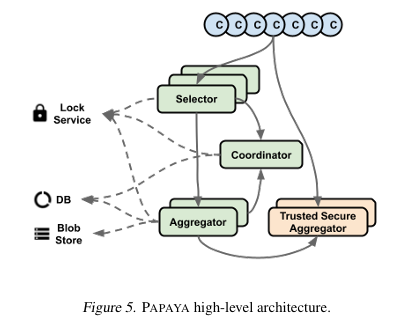 C C C C C C C
Selector
Lock
Service
Coordinator
DB
Aggregator
Trusted Secure
Aggregator
Blob
Store
Figure 5. PAPAYA high-level architecture.